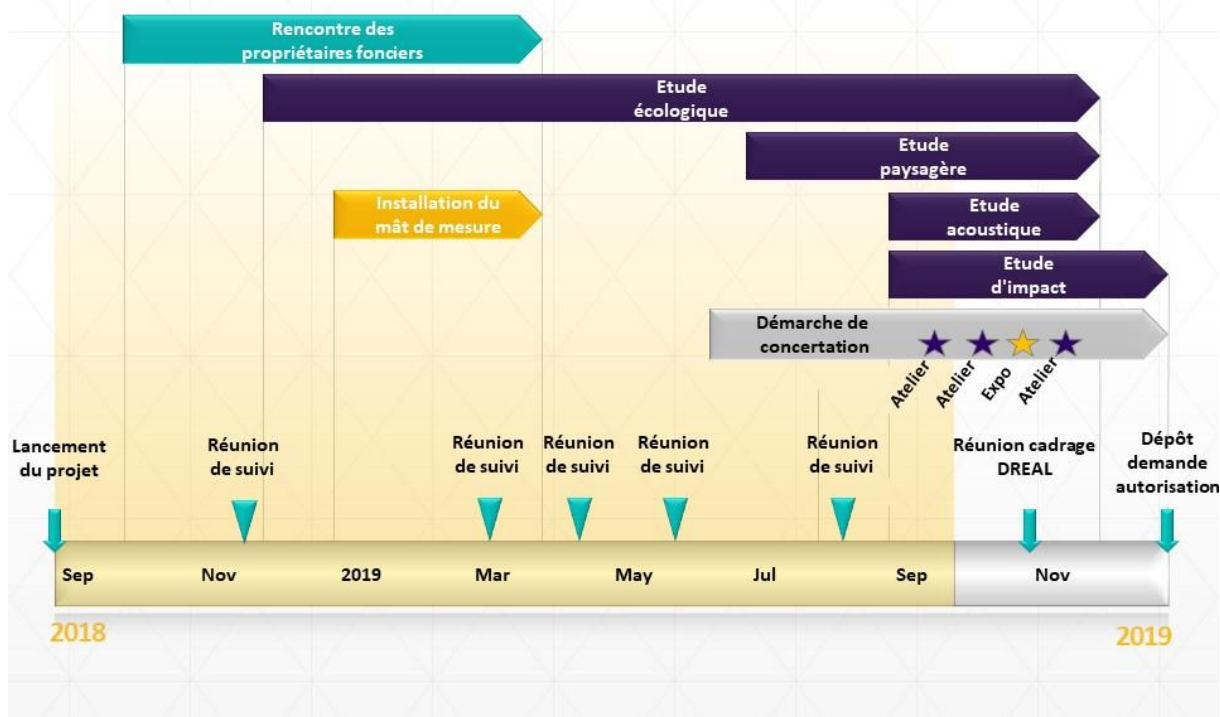 Rencontre des
propriétaires fonciers
Etude
écologique
Etude
paysagère
Installation du
mât de mesure
Etude
acoustique
Etude
d'impact
Démarche de
concertation
Atelier
Atelier
Expo
Atelier
Lancement
du projet
Réunion
de suivi
Réunion
de suivi
Réunion
de suivi
Réunion
de suivi
Réunion
de suivi
Réunion cadrage
DREAL
Dépôt
demande
autorisation
Sep
Nov
2019
Mar
May
Jul
Sep
Nov
2018
2019